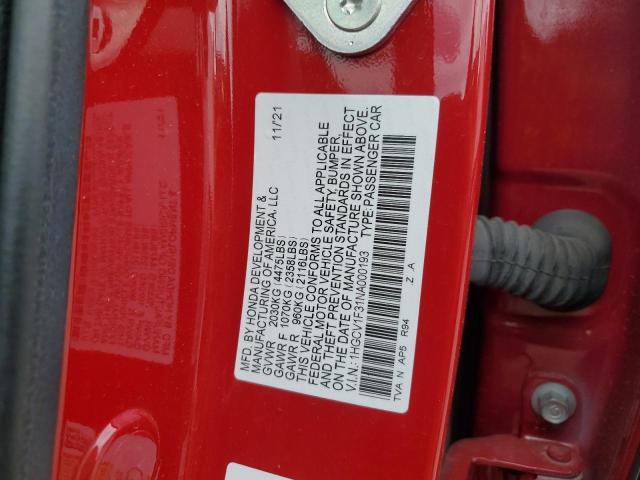 MFD. BY HONDA DEVELOPMENT &
MANUFACTURING OF AMERICA, LLC 11/21
GVWR 2030KG (4475LBS)
GAWR F 1070KG (2358LBS)
GAWR R 960KG (2116LBS)
THIS VEHICLE CONFORMS TO ALL APPLICABLE
FEDERAL MOTOR VEHICLE SAFETY, BUMPER,
AND THEFT PREVENTION STANDARDS IN EFFECT
ON THE DATE OF MANUFACTURE SHOWN ABOVE.
V.I.N.: 1HGCV1F31NA000193 TYPE: PASSENGER CAR
TVA N AP5 R94 Z A